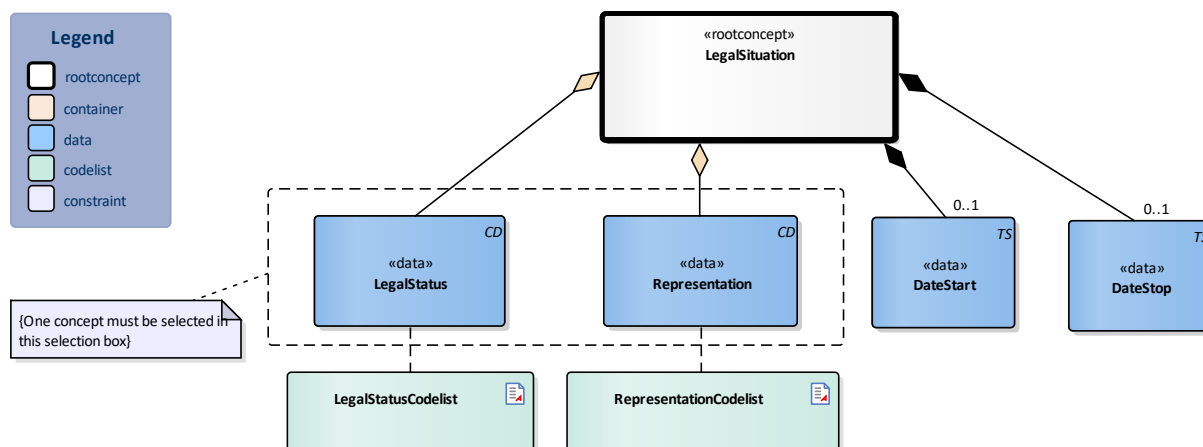 Legend
rootconcept
container
data
codelist
constraint
«rootconcept»
LegalSituation
0..1
0..1
CD
«data»
LegalStatus
CD
«data»
Representation
TS
«data»
DateStart
«data»
DateStop
{One concept must be selected in
this selection box}
LegalStatusCodelist
RepresentationCodelist